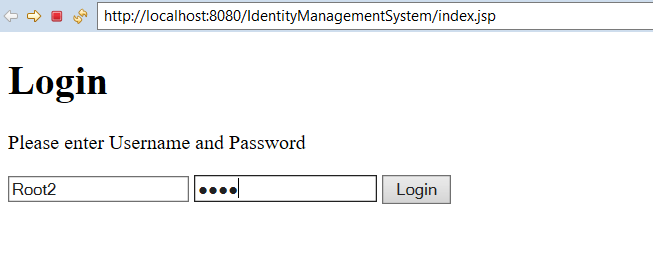 http://localhost:8080/IdentityManagementSystem/index.jsp
Login
Please enter Username and Password
Root2 •••• Login